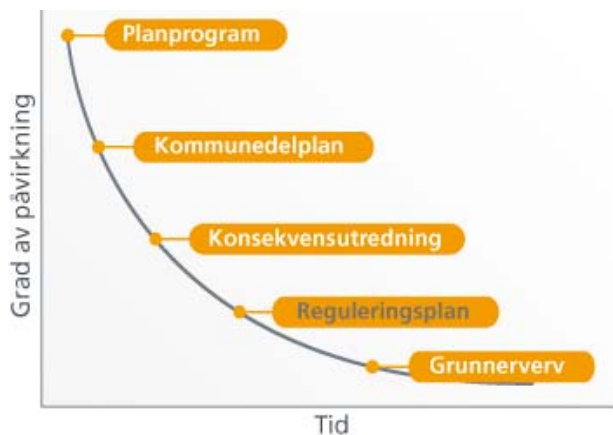 Planprogram
Kommunedelplan
Konsekvensutredning
Reguleringsplan
Grunnerverv
Grad av påvirkning
Tid